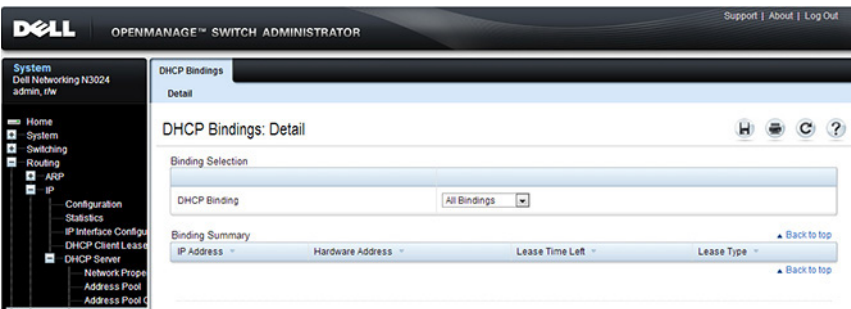 Support | About | Log Out
DELL OPENMANAGE™ SWITCH ADMINISTRATOR
System
Dell Networking N3024
admin, r/w
Home
System
Switching
Routing
ARP
IP
Configuration
Statistics
IP Interface Configu
DHCP Client Lease
DHCP Server
Network Prope
Address Pool
Address Pool
DHCP Bindings
Detail
DHCP Bindings: Detail
?
Binding Selection
DHCP Binding All Bindings
Binding Summary Back to top
IP Address Hardware Address Lease Time Left Lease Type
Back to top